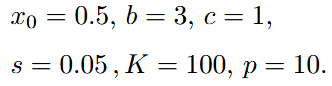 x₀ = 0.5, b = 3, c = 1,
s = 0.05 , K = 100, p = 10.